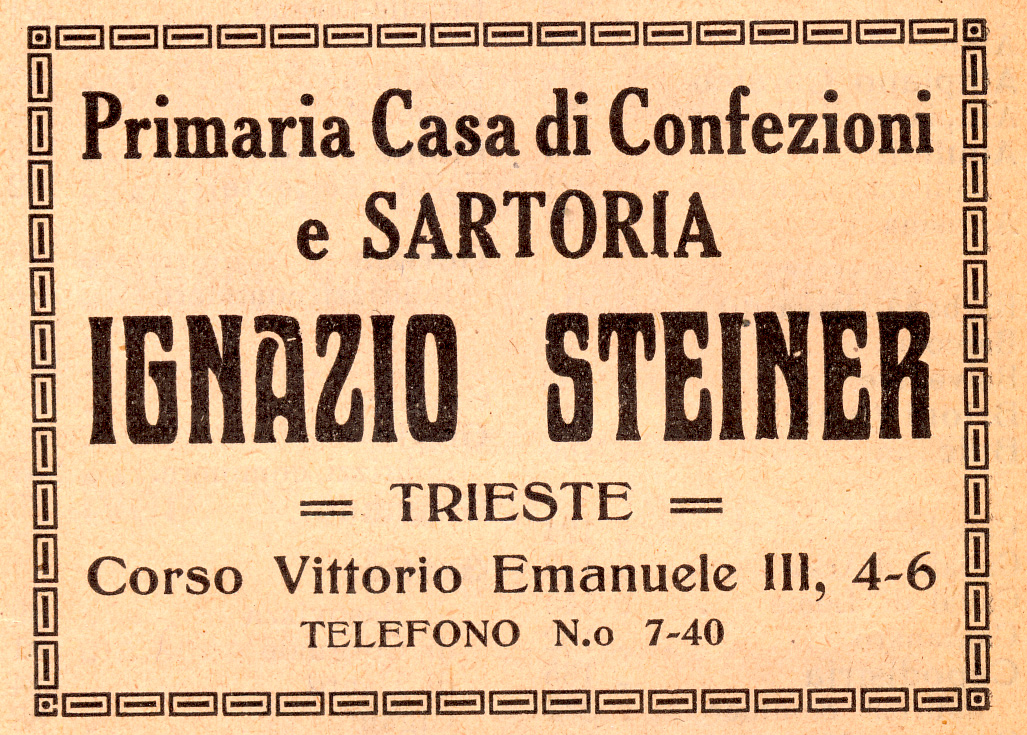 Primaria Casa di Confezioni
e SARTORIA
IGNAZIO STEINER
= TRIESTE =
Corso Vittorio Emanuele III, 4-6
TELEFONO N.o 7-40